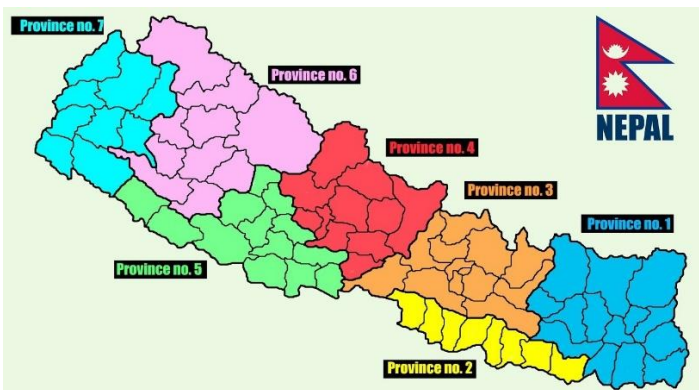 Province no. 7
Province no. 6
NEPAL
Province no. 4
Province no. 3
Province no. 1
Province no. 5
Province no. 2